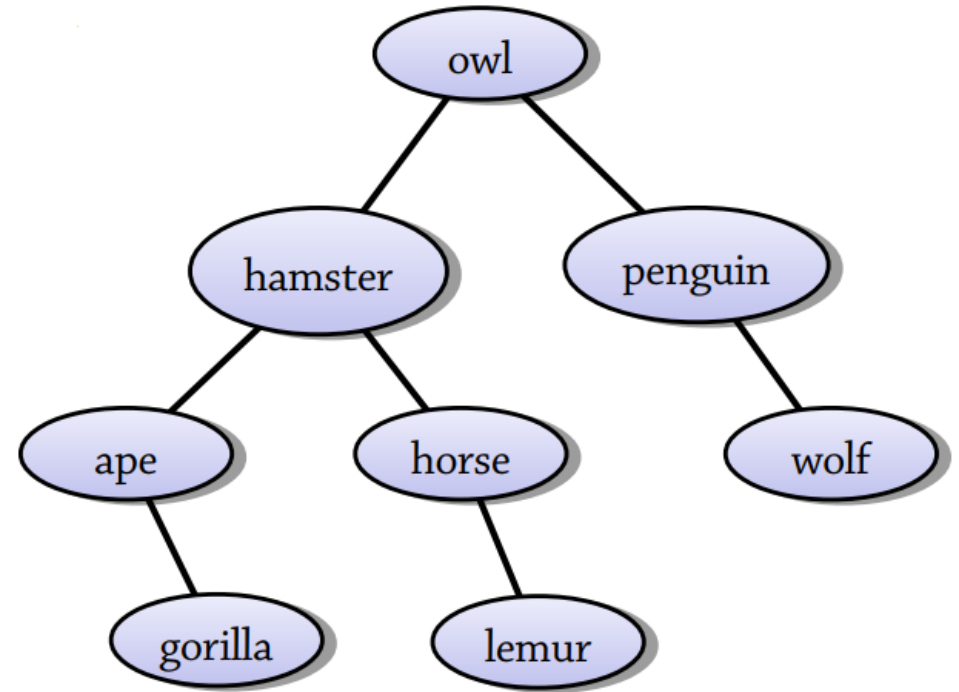 owl
hamster
penguin
ape
horse
wolf
gorilla
lemur